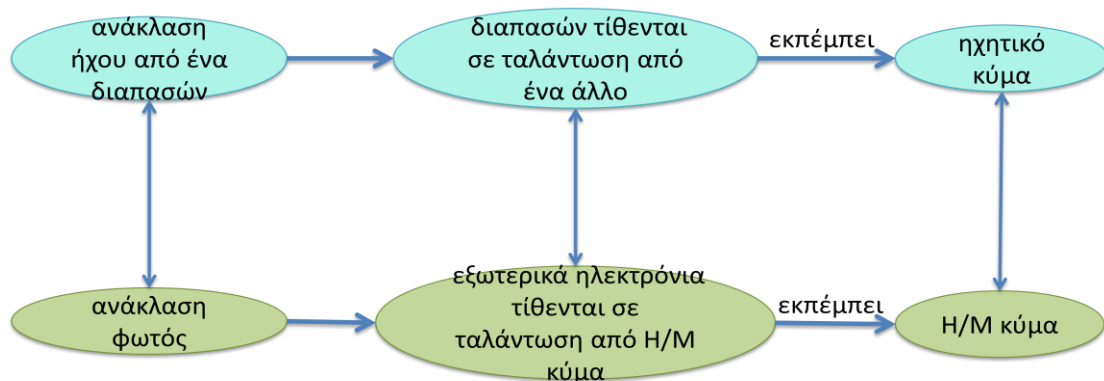 ανάκλαση
ήχου από ένα
διαπασών
διαπασών τίθενται
σε ταλάντωση από
ένα άλλο
εκπέμπει
ηχητικό
κύμα
ανάκλαση
φωτός
εξωτερικά ηλεκτρόνια
τίθενται σε
ταλάντωση από Η/Μ
κύμα
εκπέμπει
Η/Μ κύμα